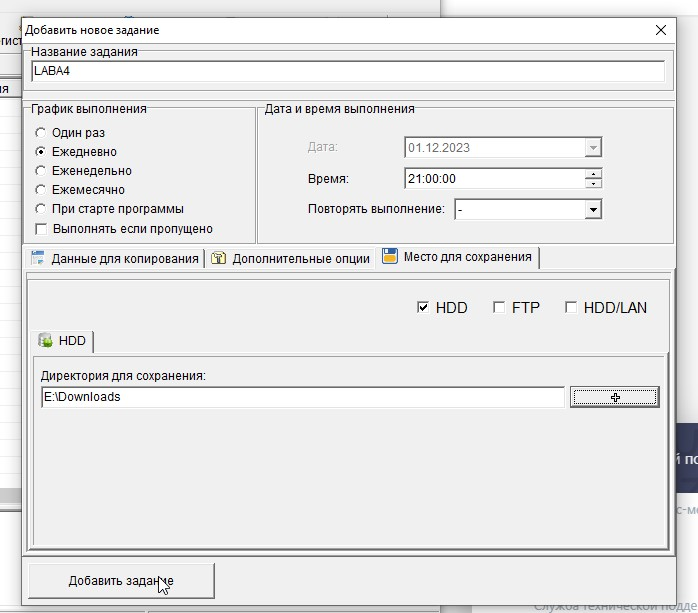 Добавить новое задание
Название задания
LABA4
График выполнения
Один раз
Ежедневно
Еженедельно
Ежемесячно
При старте программы
Выполнять если пропущено
Дата и время выполнения
Дата: 01.12.2023
Время: 21:00:00
Повторять выполнение: -
Данные для копирования Дополнительные опции Место для сохранения
HDD FTP HDD/LAN
HDD
Директория для сохранения:
E:\Downloads
Добавить задание
Служба технической